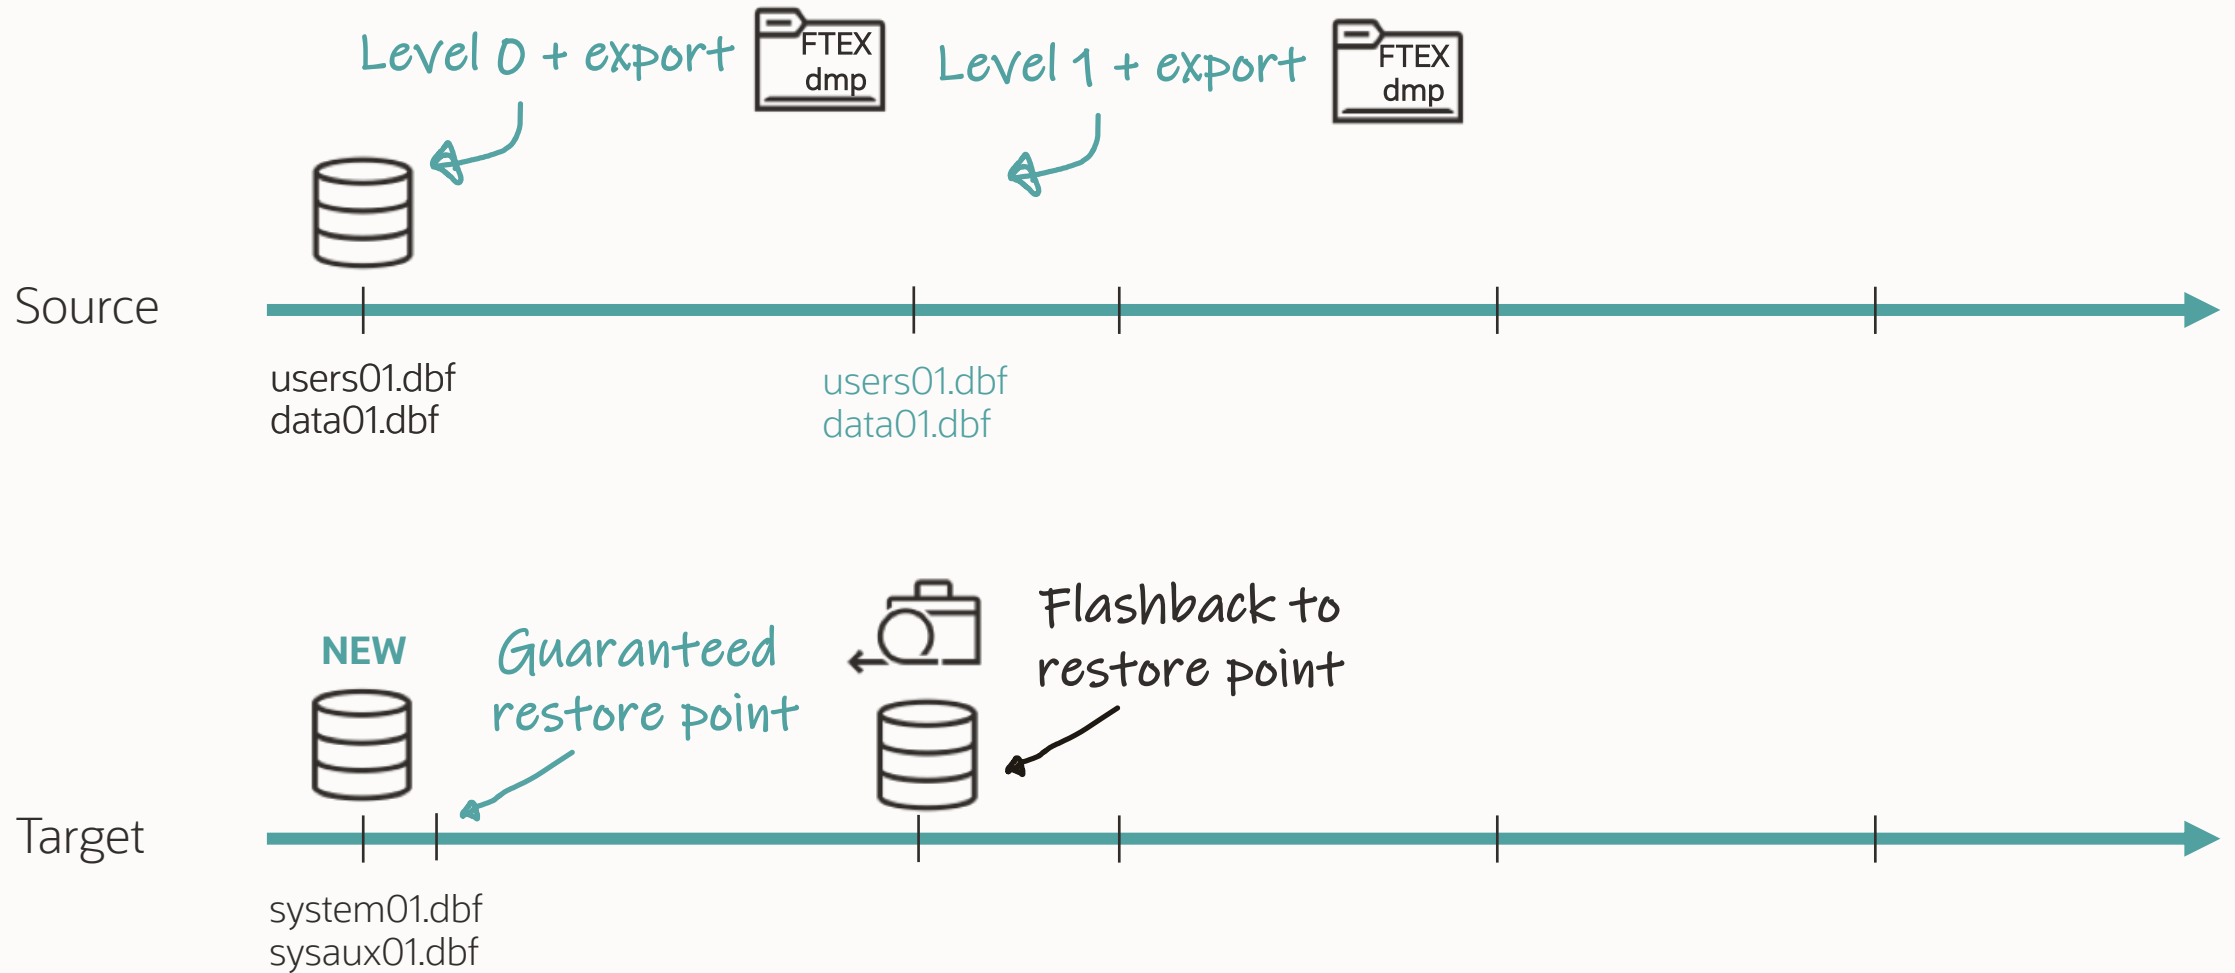 Level 0 + export
FTEX
dmp
Level 1 + export
FTEX
dmp
Source
users01.dbf
data01.dbf
users01.dbf
data01.dbf
NEW
Guaranteed
restore point
Flashback to
restore point
Target
system01.dbf
sysaux01.dbf